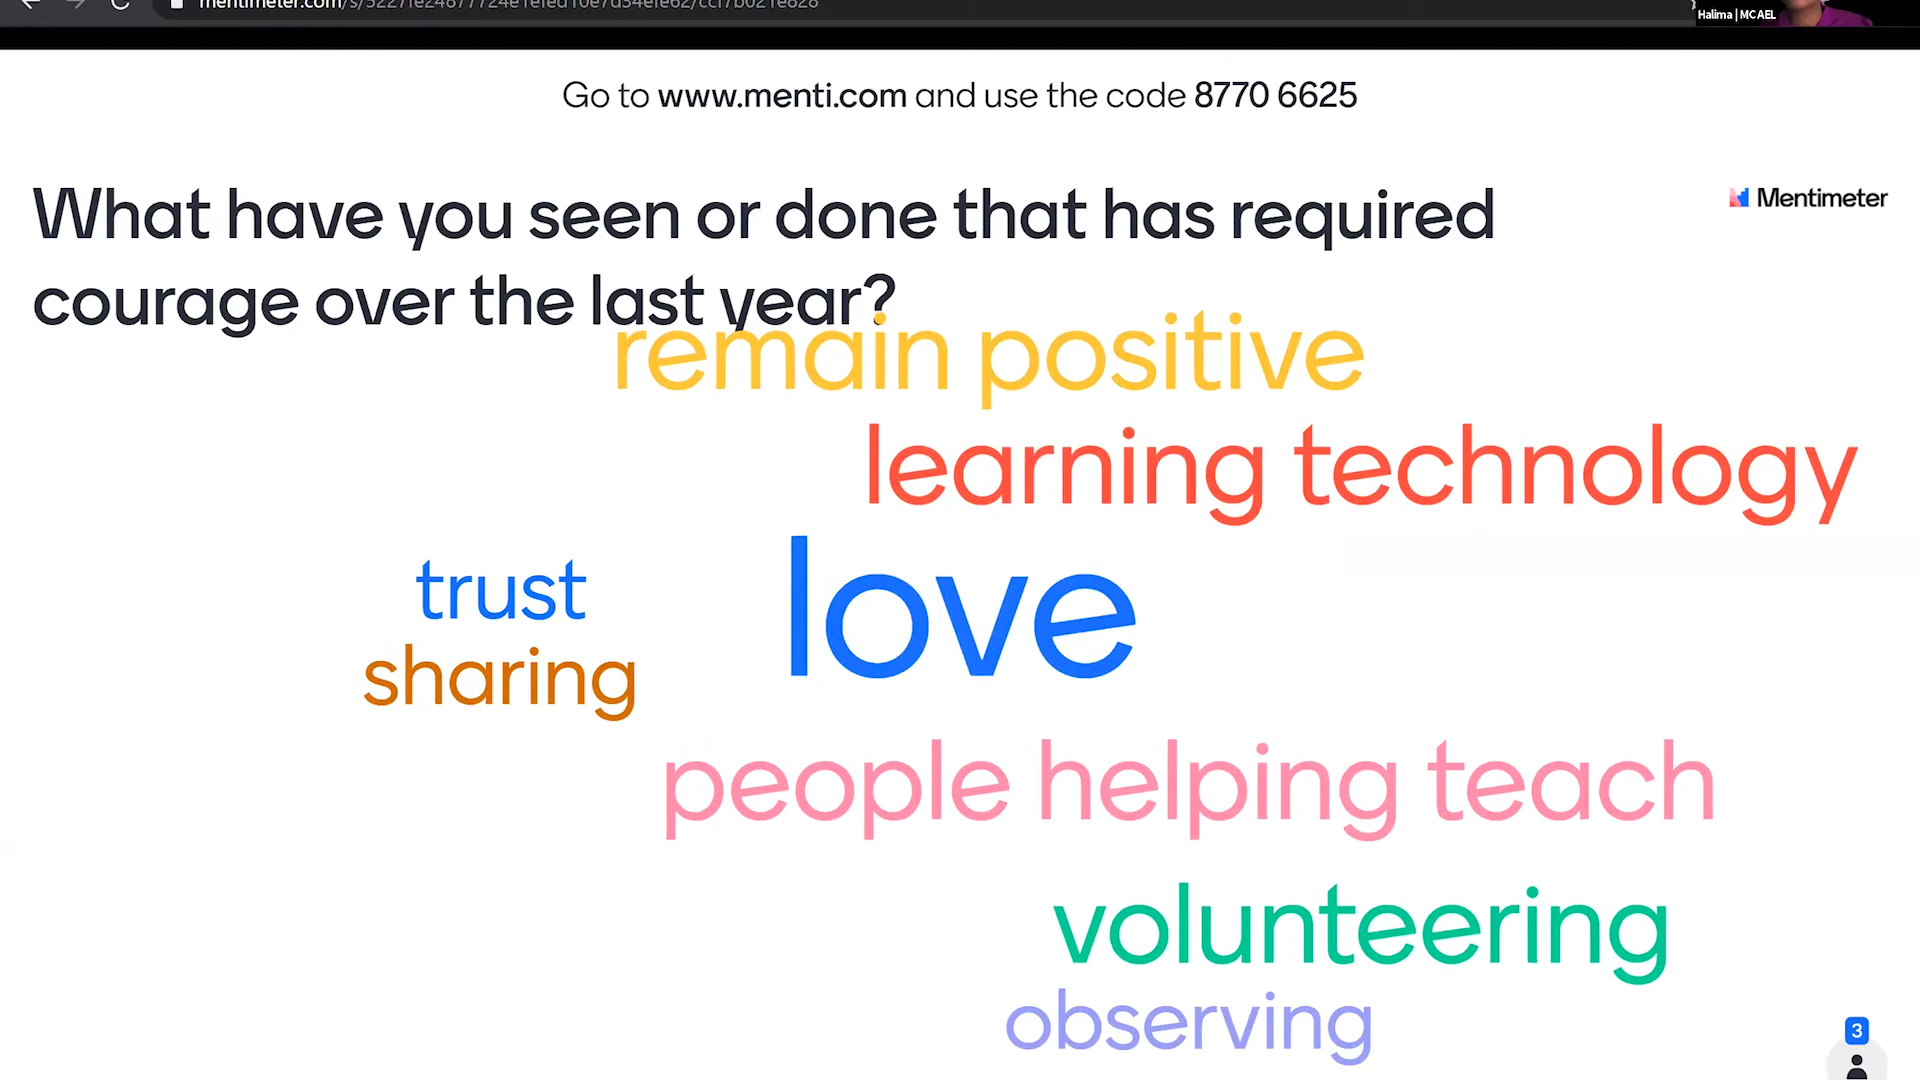 Halima | MCAEL
Go to www.menti.com and use the code 8770 6625
What have you seen or done that has required
courage over the last year?
Mentimeter
remain positive
learning technology
love
trust
sharing
people helping teach
volunteering
observing
3